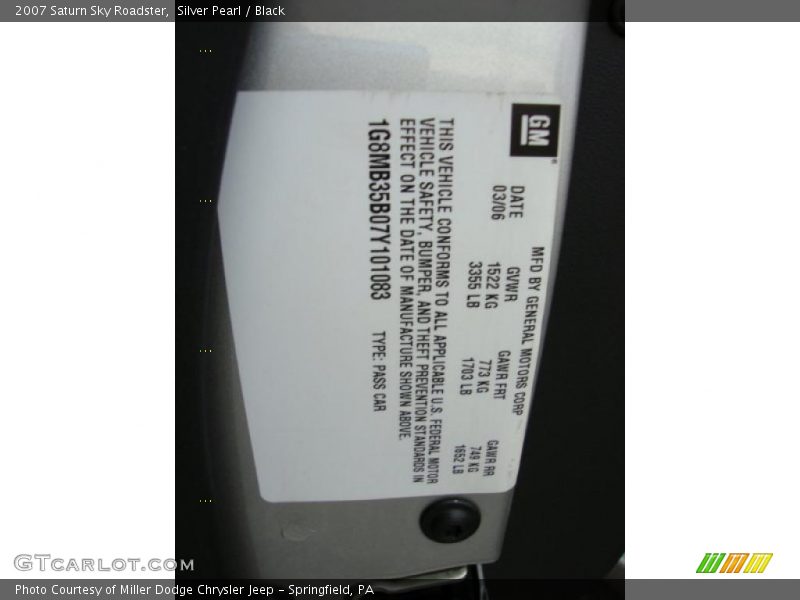 2007 Saturn Sky Roadster,  Silver Pearl / Black
GM
MFD BY GENERAL MOTORS CORP
DATE GVWR GAWR FRT GAWR RR
03/06 1522 KG 773 KG 749 KG
3355 LB 1703 LB 1652 LB
THIS VEHICLE CONFORMS TO ALL APPLICABLE U.S. FEDERAL MOTOR
VEHICLE SAFETY, BUMPER, AND THEFT PREVENTION STANDARDS IN
EFFECT ON THE DATE OF MANUFACTURE SHOWN ABOVE.
1G8MB35B07Y101083 TYPE: PASS CAR
GTCARLOT.COM
Photo Courtesy of Miller Dodge Chrysler Jeep – Springfield, PA